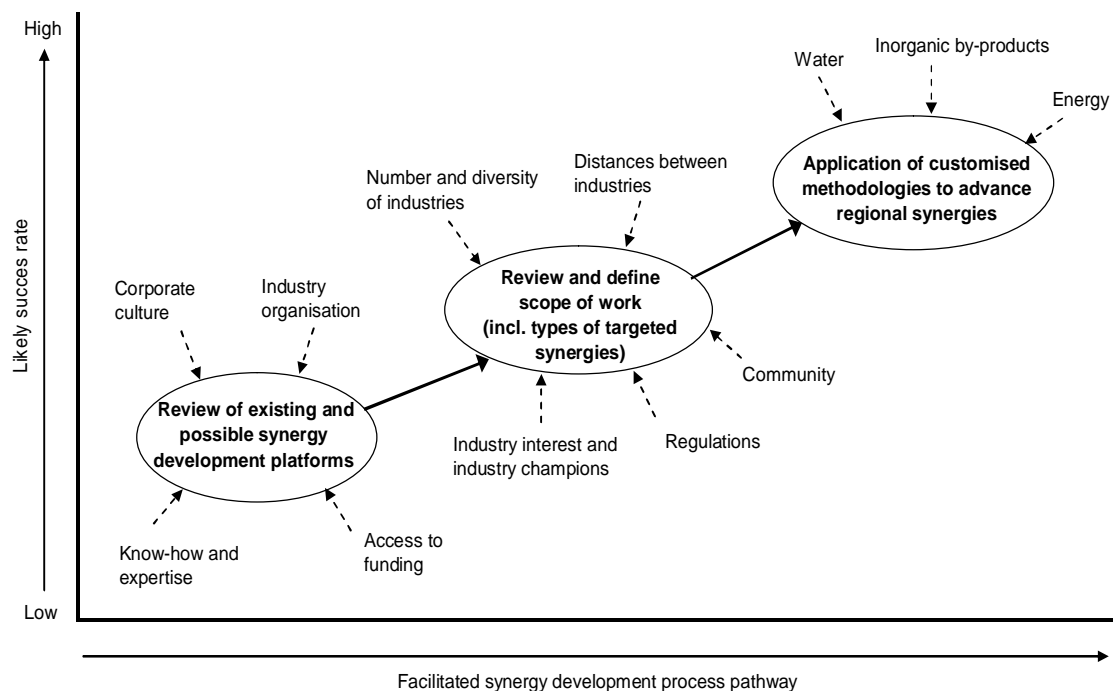 High
Inorganic by-products
Water
Energy
Application of customised
methodologies to advance
regional synergies
Distances between
industries
Number and diversity
of industries
Review and define
scope of work
(incl. types of targeted
synergies)
Community
Regulations
Industry interest and
industry champions
Corporate
culture
Industry
organisation
Review of existing and
possible synergy
development platforms
Know-how and
expertise
Access to
funding
Likely succes rate
Low
Facilitated synergy development process pathway